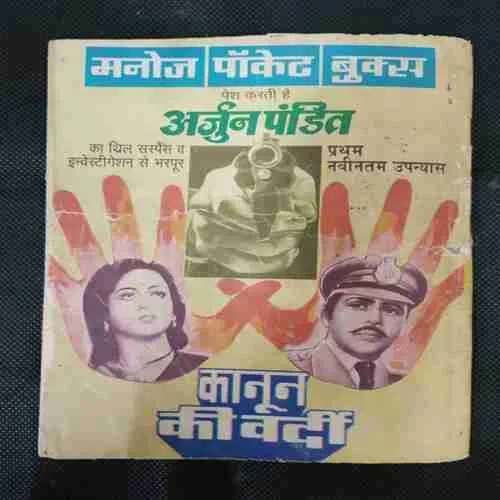 मनोज पॉकेट बुक्स
पेश करती है
अर्जुन पंडित
का थ्रिल सस्पैंस व
इन्वेस्टीगेशन से भरपूर
प्रथम
नवीनतम उपन्यास
...
कानून
की वर्दी